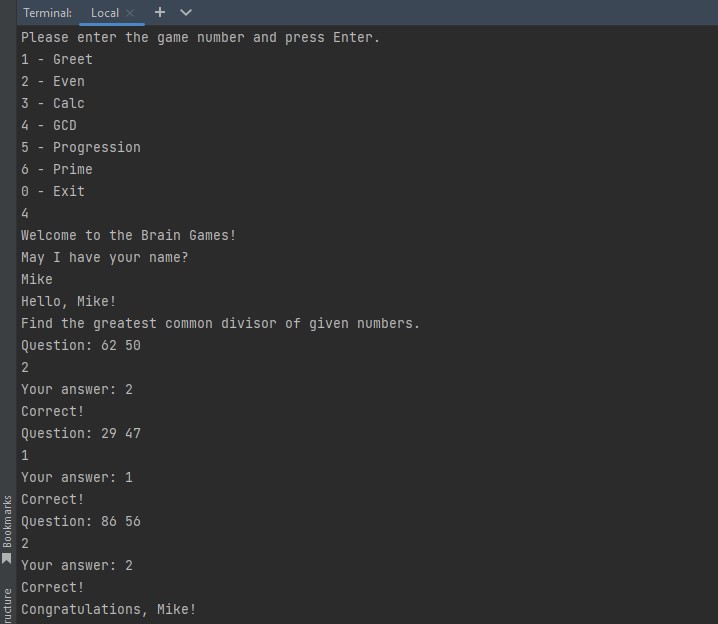 Terminal: Local
Please enter the game number and press Enter.
1 - Greet
2 - Even
3 - Calc
4 - GCD
5 - Progression
6 - Prime
0 - Exit
4
Welcome to the Brain Games!
May I have your name?
Mike
Hello, Mike!
Find the greatest common divisor of given numbers.
Question: 62 50
2
Your answer: 2
Correct!
Question: 29 47
1
Your answer: 1
Correct!
Question: 86 56
2
Your answer: 2
Correct!
Congratulations, Mike!
Bookmarks
ructure